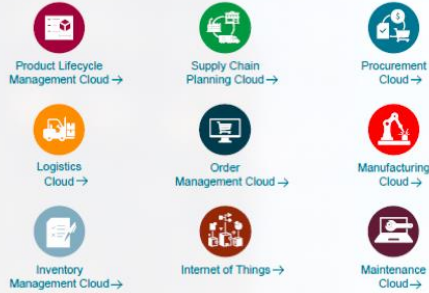 Product Lifecycle
Management Cloud →
Supply Chain
Planning Cloud →
Procurement
Cloud →
Logistics
Cloud →
Order
Management Cloud →
Manufacturing
Cloud →
Inventory
Management Cloud →
Internet of Things →
Maintenance
Cloud →